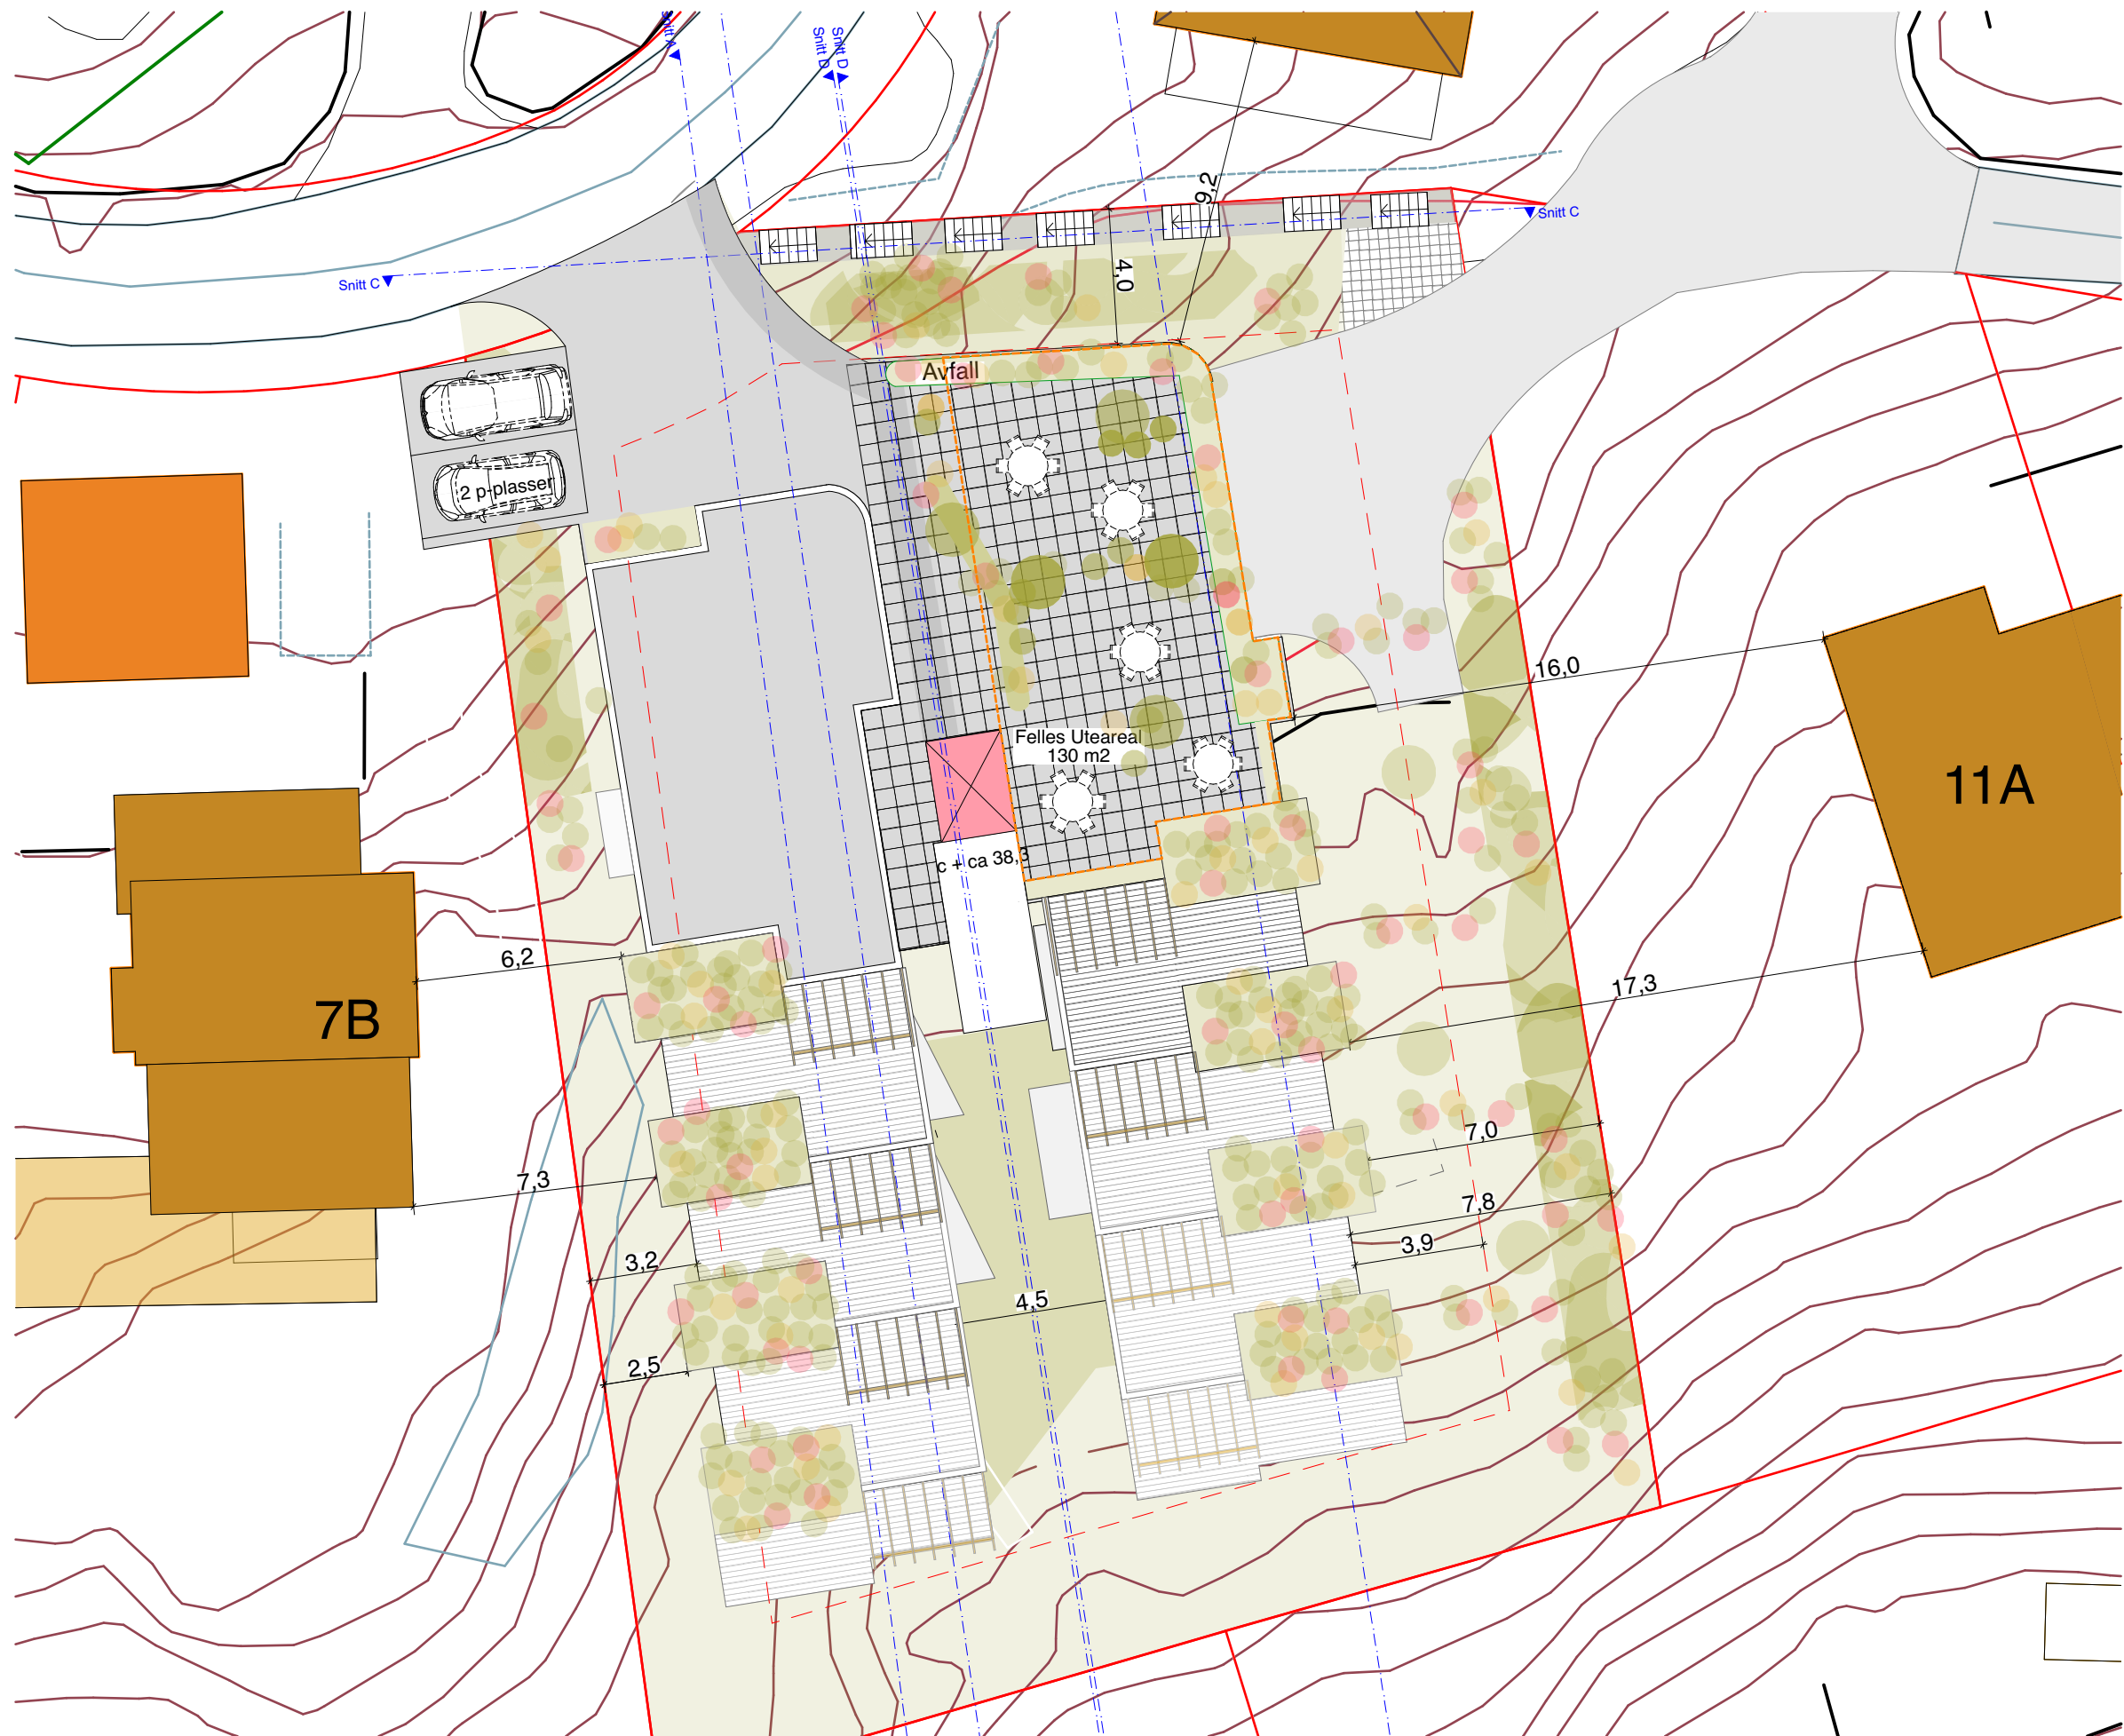 Snitt A
Snitt D
Snitt D
9,2
Snitt C
Snitt C
4,0
Avfall
2 p-plasser
16,0
Felles Uteareal
130 m2
11A
c + ca 38,3
6,2
17,3
7B
7,0
7,3
7,8
3,9
3,2
4,5
2,5